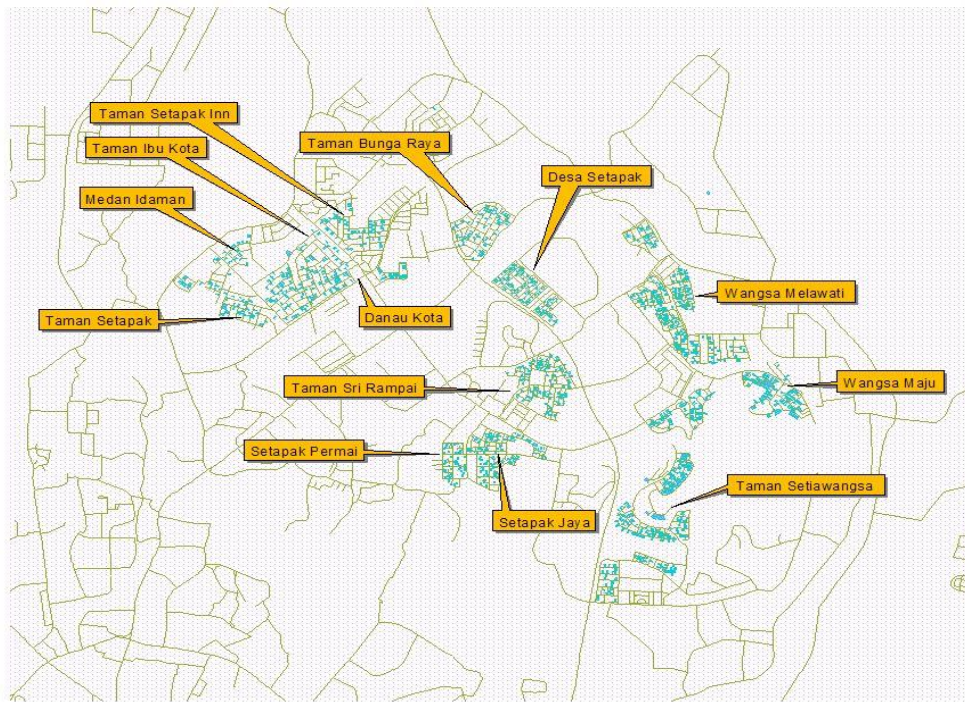 Taman Setapak Inn
Taman Ibu Kota
Taman Bunga Raya
Desa Setapak
Medan Idaman
Wangsa Melawati
Taman Setapak
Danau Kota
Taman Sri Rampai
Wangsa Maju
Setapak Permai
Taman Setiawangsa
Setapak Jaya